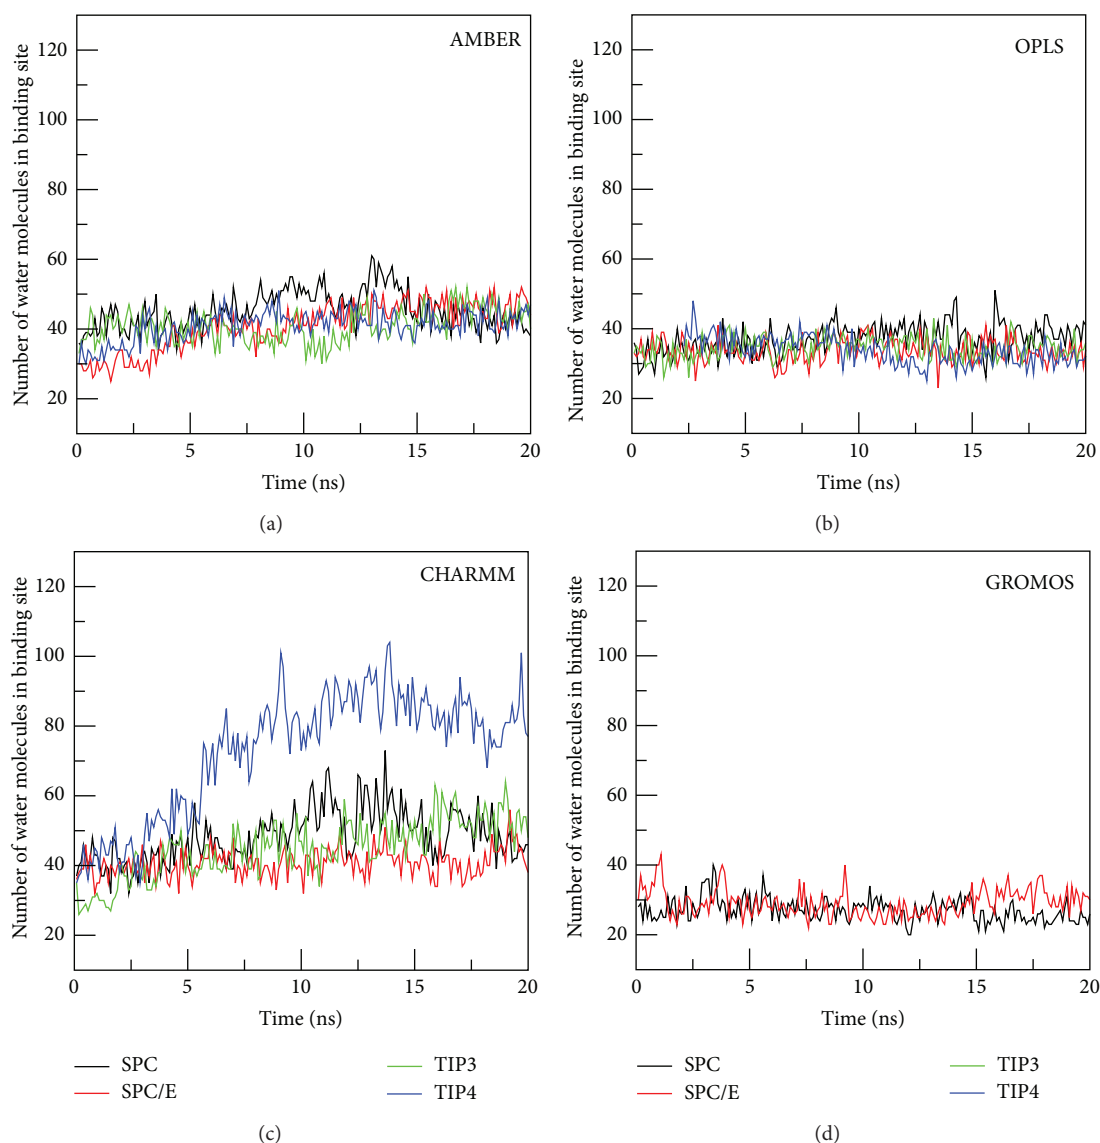 AMBER
Number of water molecules in binding site
120
100
80
60
40
20
0 5 10 15 20
Time (ns)
(a)
OPLS
Number of water molecules in binding site
120
100
80
60
40
20
0 5 10 15 20
Time (ns)
(b)
CHARMM
Number of water molecules in binding site
120
100
80
60
40
20
0 5 10 15 20
Time (ns)
SPC TIP3
SPC/E TIP4
(c)
GROMOS
Number of water molecules in binding site
120
100
80
60
40
20
0 5 10 15 20
Time (ns)
SPC TIP3
SPC/E TIP4
(d)